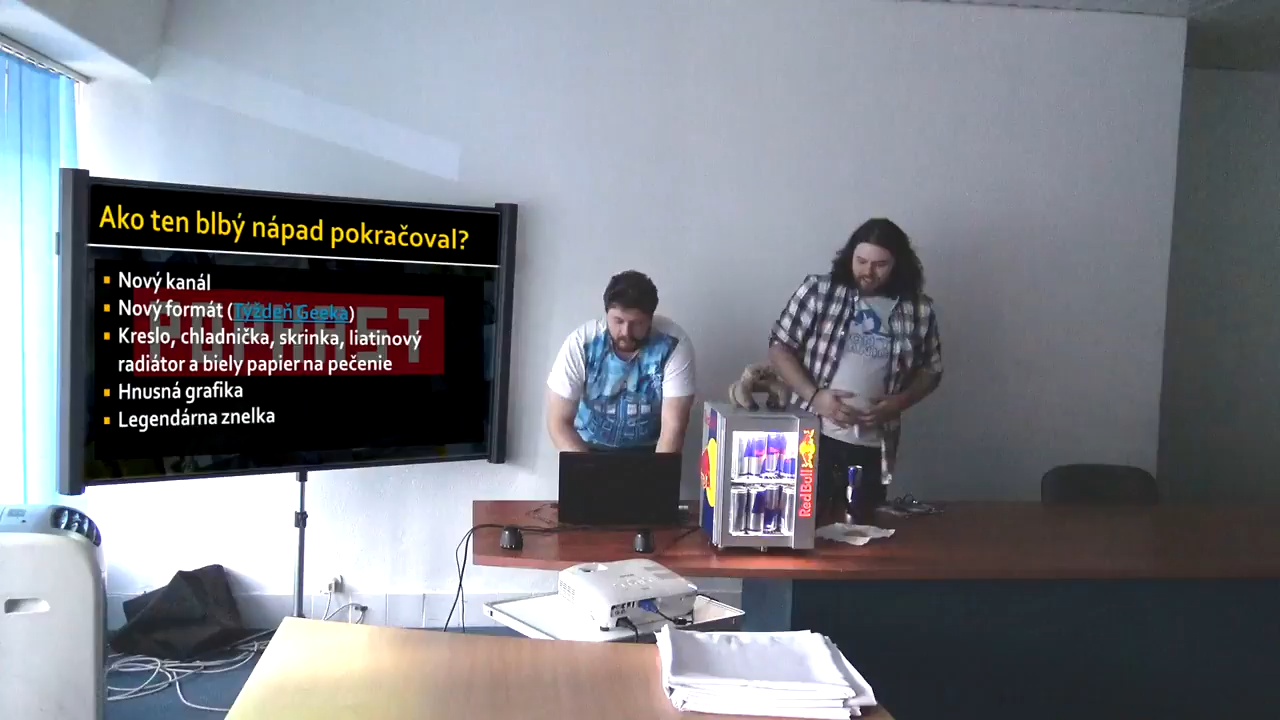 Ako ten blbý nápad pokračoval?
Nový kanál
Nový formát (Týždeň Geeka)
Kreslo, chladnička, skrinka, liatinový
radiátor a biely papier na pečenie
Hnusná grafika
Legendárna znelka
Red Bull